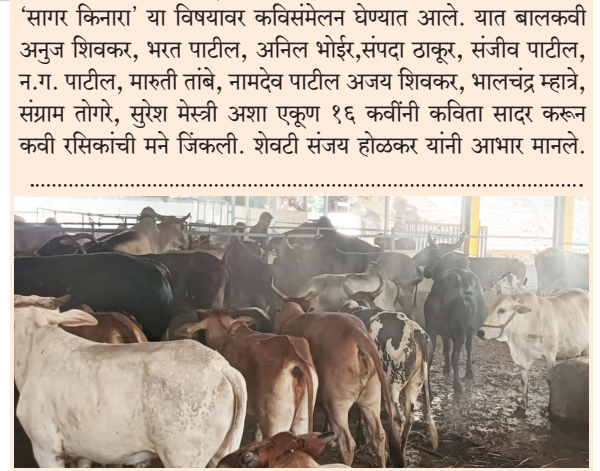 ‘सागर किनारा’ या विषयावर कविसंमेलन घेण्यात आले. यात बालकवी
अनुज शिवकर, भरत पाटील, अनिल भोईर,संपदा ठाकूर, संजीव पाटील,
न.ग. पाटील, मारुती तांबे, नामदेव पाटील अजय शिवकर, भालचंद्र म्हात्रे,
संग्राम तोगरे, सुरेश मेस्त्री अशा एकूण १६ कवींनी कविता सादर करून
कवी रसिकांची मने जिंकली. शेवटी संजय होळकर यांनी आभार मानले.